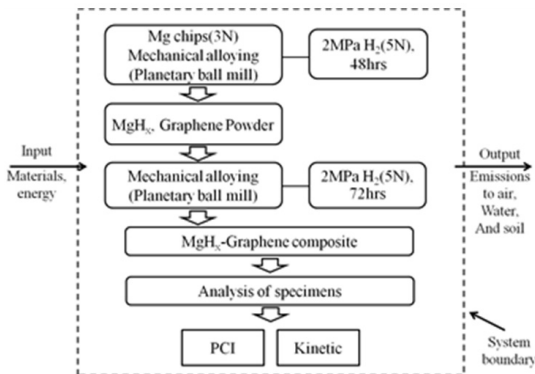 Mg chips(3N)
Mechanical alloying
(Planetary ball mill)
2MPa H₂(5N),
48hrs
MgHₓ- Graphene Powder
Input
Materials,
energy
Mechanical alloying
(Planetary ball mill)
2MPa H₂(5N),
72hrs
Output
Emissions
to air,
Water,
And soil
MgHₓ-Graphene composite
Analysis of specimens
PCI
Kinetic
System
boundary